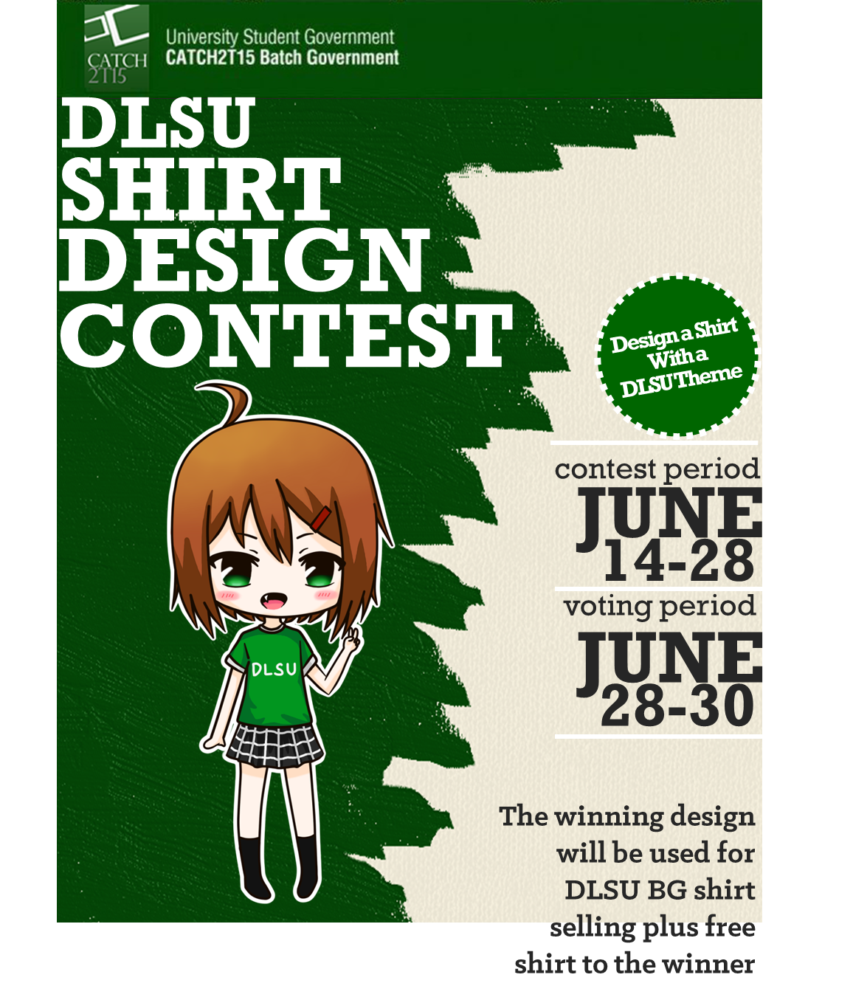 CATCH
2T15
University Student Government
CATCH2T15 Batch Government
DLSU
SHIRT
DESIGN
CONTEST
Design a Shirt
With a
DLSU Theme
contest period
JUNE
14-28
voting period
JUNE
28-30
DLSU
The winning design
will be used for
DLSU BG shirt
selling plus free
shirt to the winner